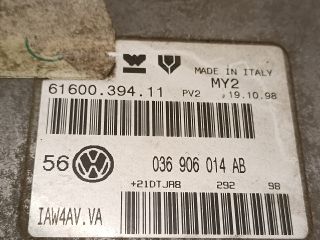 MADE IN ITALY
61600.394.11 PV2 MY2
19.10.98
56 036 906 014 AB
+21DTJR8 292 98
IAW4AV.VA